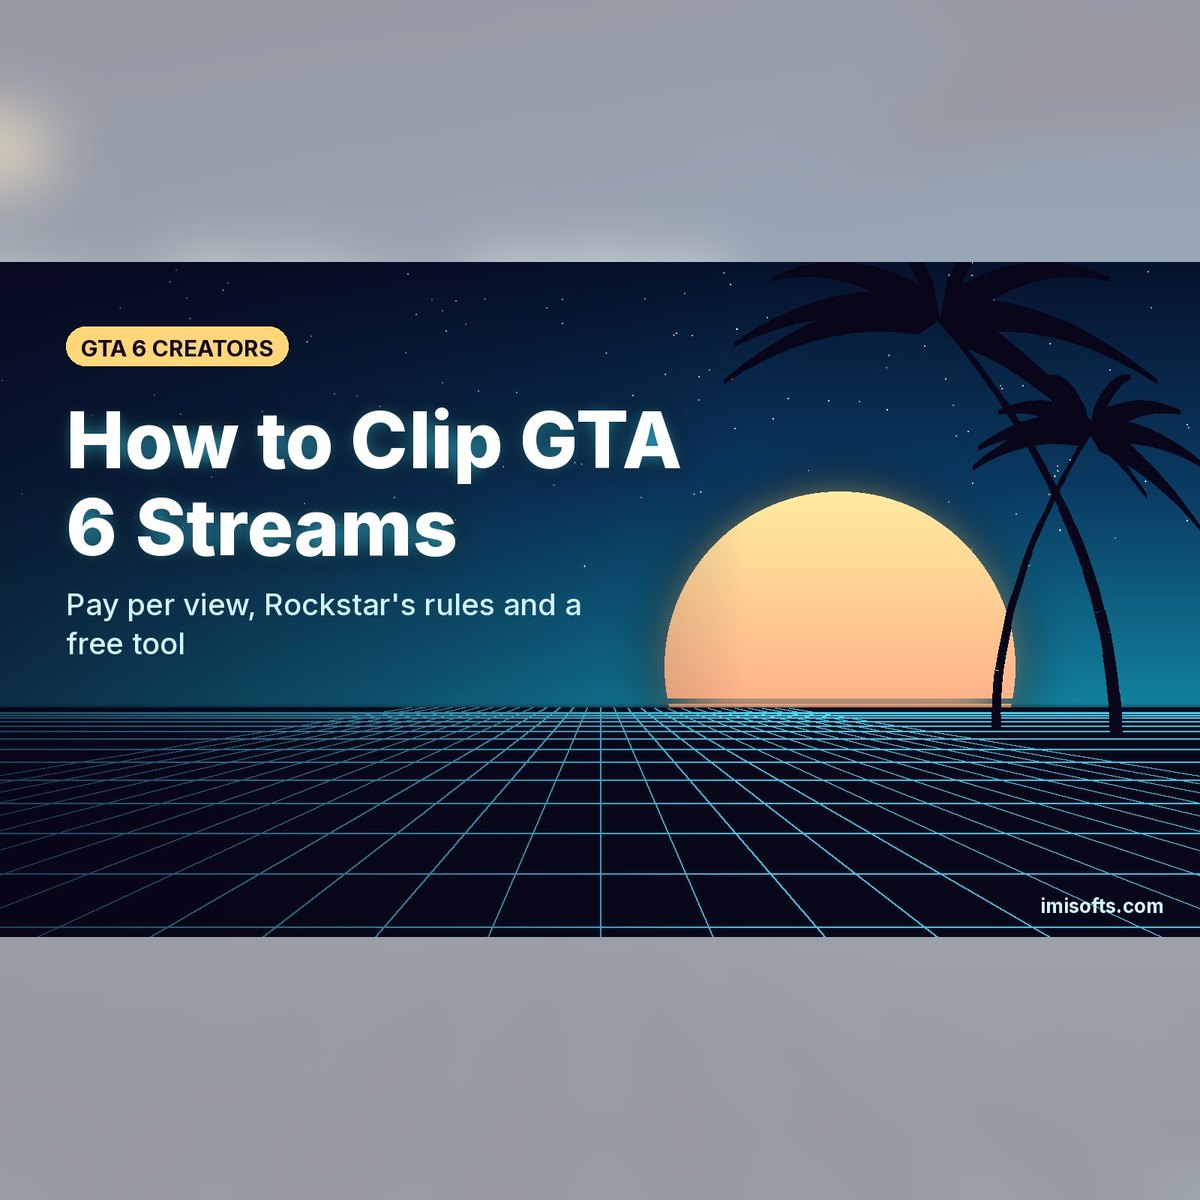 GTA 6 CREATORS
How to Clip GTA
6 Streams
Pay per view, Rockstar's rules and a
free tool
imisofts.com